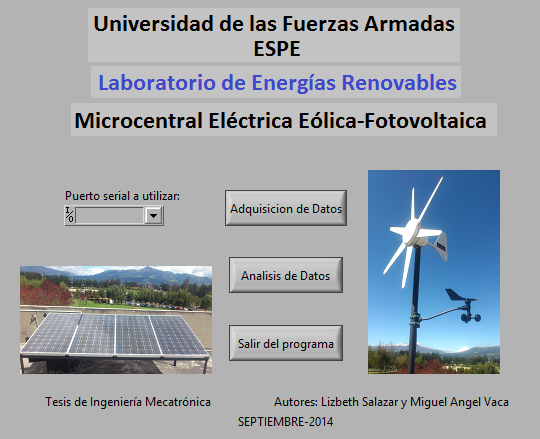 Universidad de las Fuerzas Armadas
ESPE
Laboratorio de Energías Renovables
Microcentral Eléctrica Eólica-Fotovoltaica
Puerto serial a utilizar:
I/O
Adquisicion de Datos
Analisis de Datos
Salir del programa
Tesis de Ingeniería Mecatrónica
Autores: Lizbeth Salazar y Miguel Angel Vaca
SEPTIEMBRE-2014